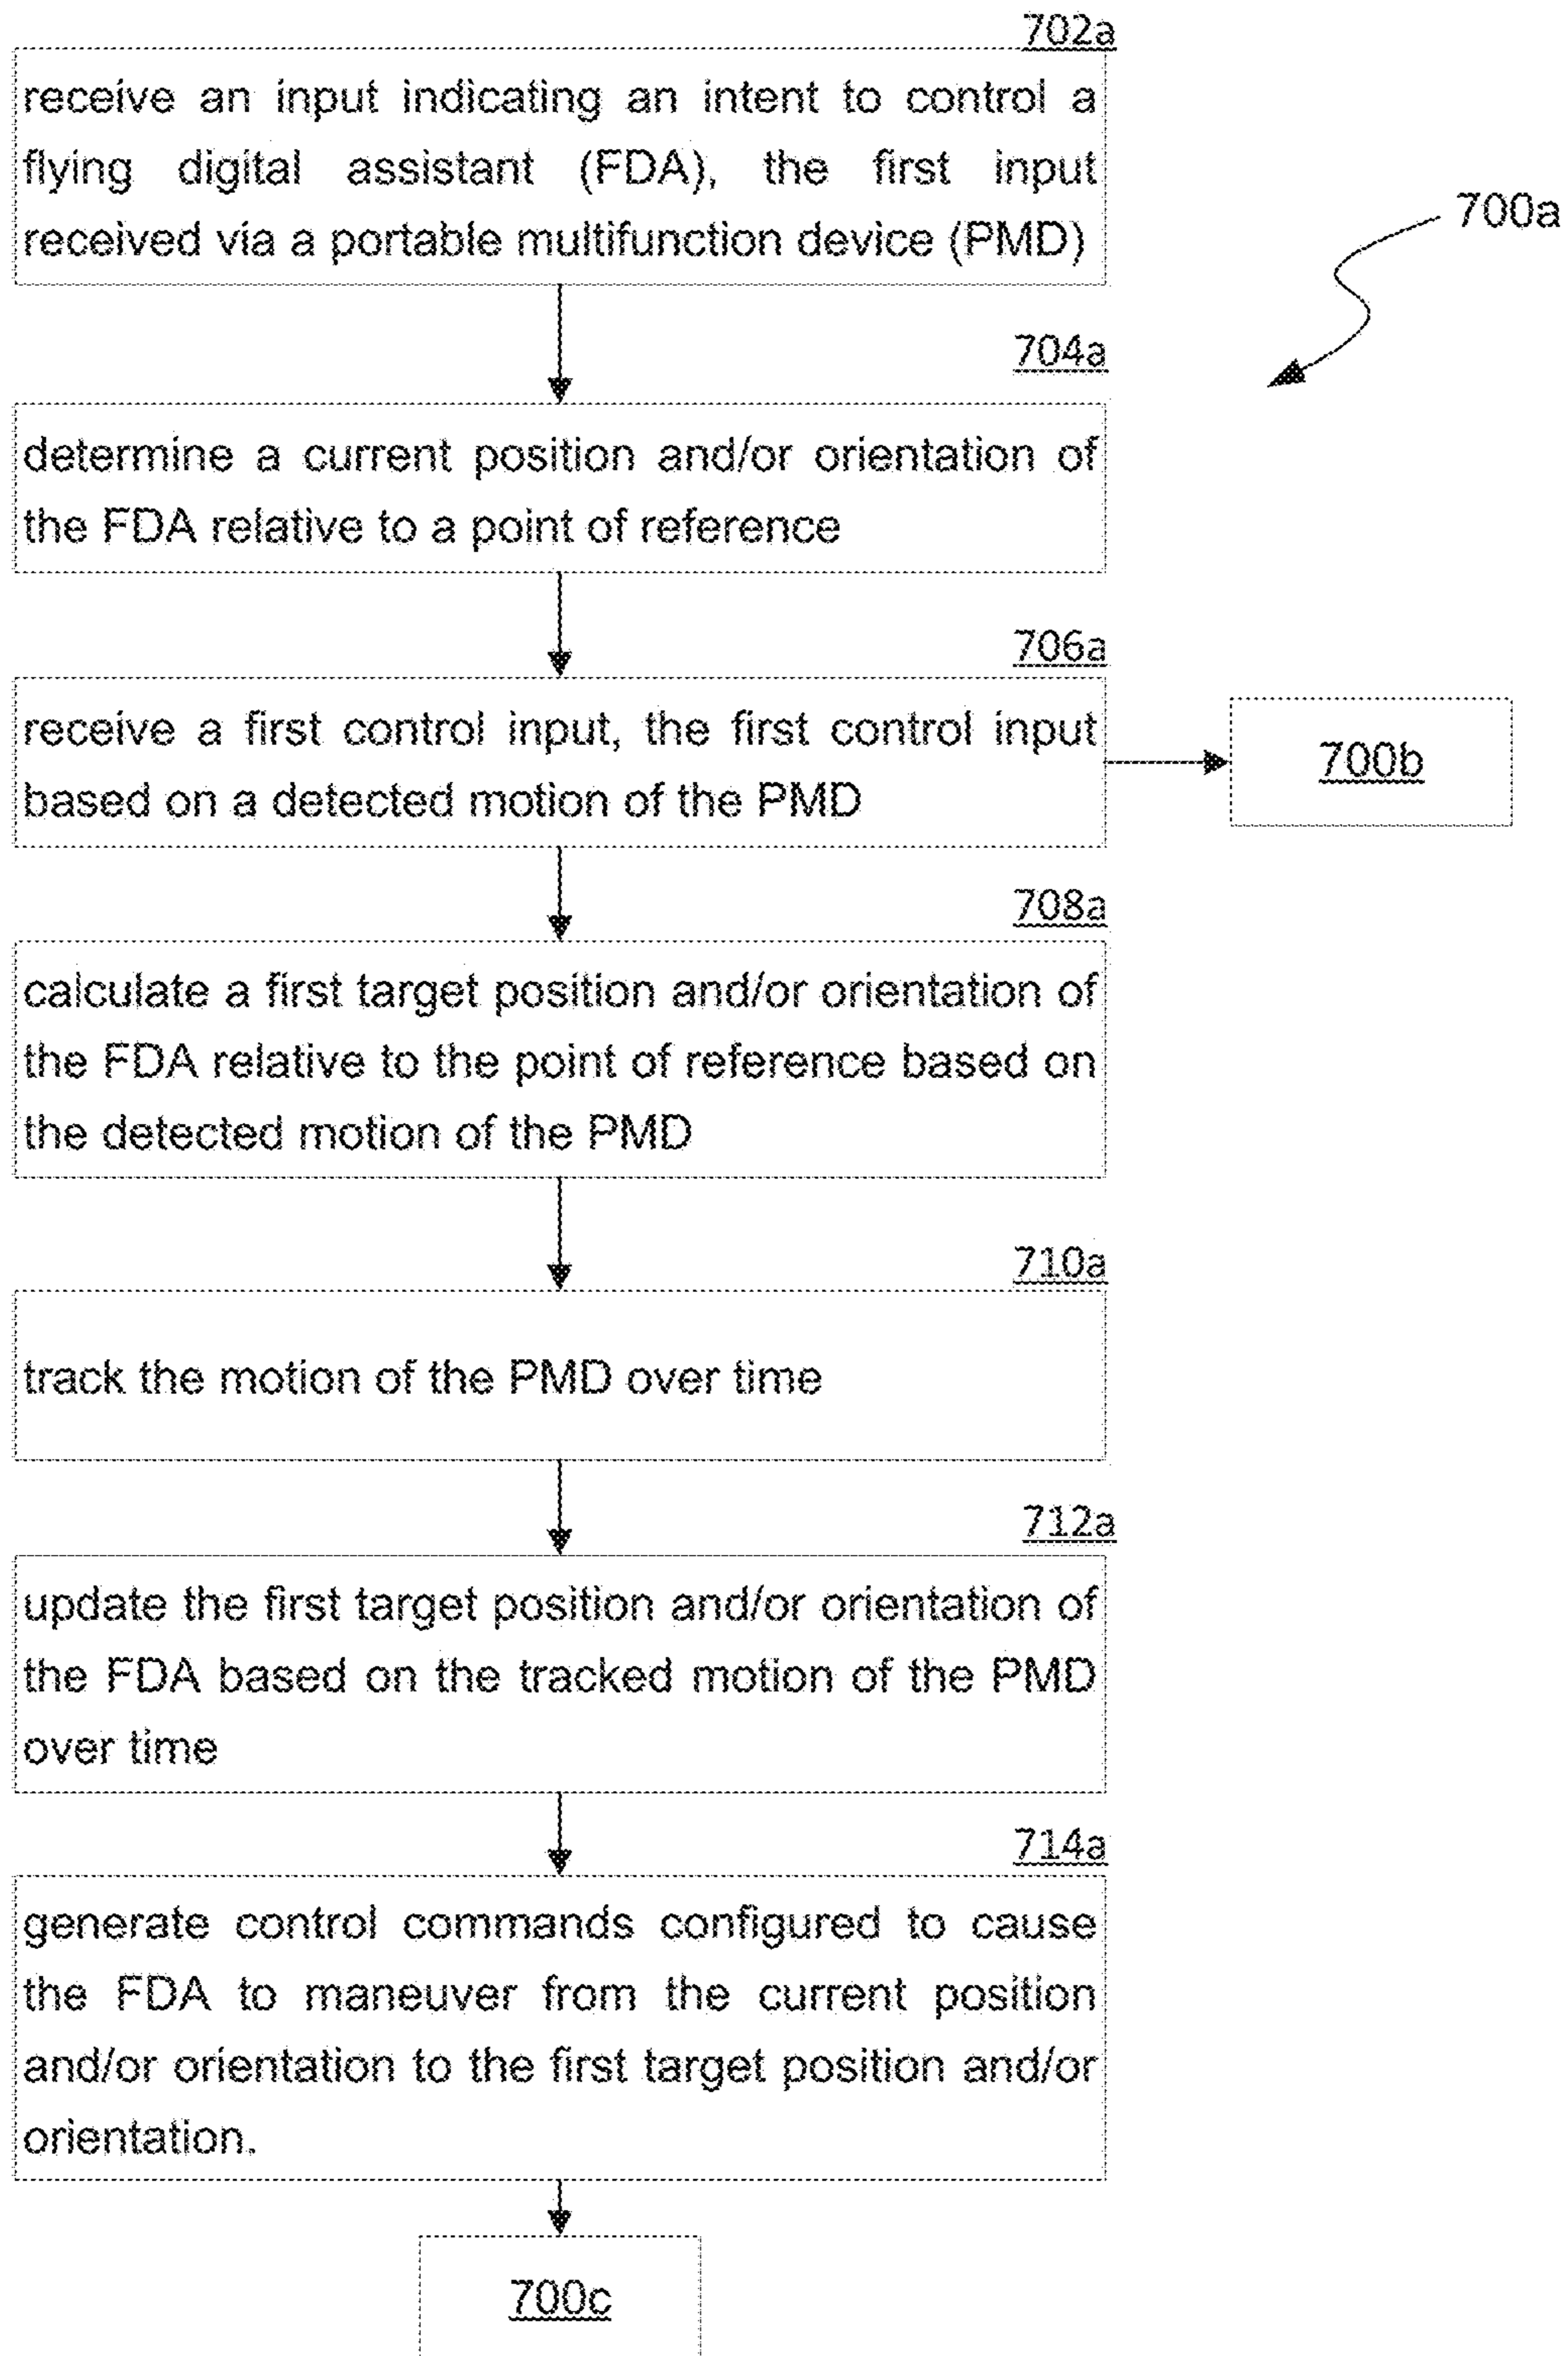 702a
receive an input indicating an intent to control a
flying digital assistant (FDA), the first input
received via a portable multifunction device (PMD)
700a
704a
determine a current position and/or orientation of
the FDA relative to a point of reference
706a
receive a first control input, the first control input
based on a detected motion of the PMD
700b
708a
calculate a first target position and/or orientation of
the FDA relative to the point of reference based on
the detected motion of the PMD
710a
track the motion of the PMD over time
712a
update the first target position and/or orientation of
the FDA based on the tracked motion of the PMD
over time
714a
generate control commands configured to cause
the FDA to maneuver from the current position
and/or orientation to the first target position and/or
orientation.
700c